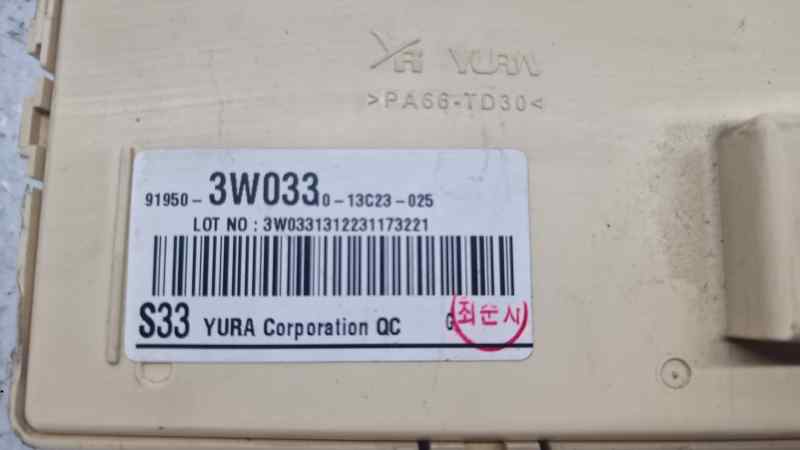 YR YURA
>PA66-TD30<
91950-3W0330-13C23-025
LOT NO : 3W0331312231173221
S33 YURA Corporation QC
최순시